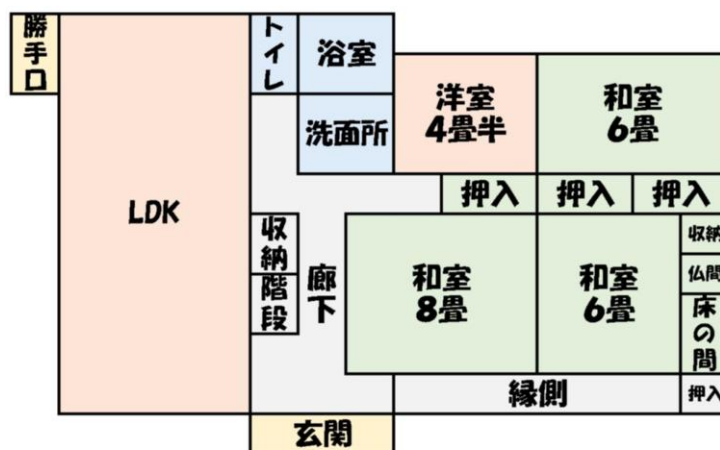 勝手口
トイレ
浴室
洋室
4畳半
和室
6畳
洗面所
押入
押入
押入
LDK
収納
階段
廊下
和室
8畳
和室
6畳
収納
仏間
床の間
縁側
押入
玄関